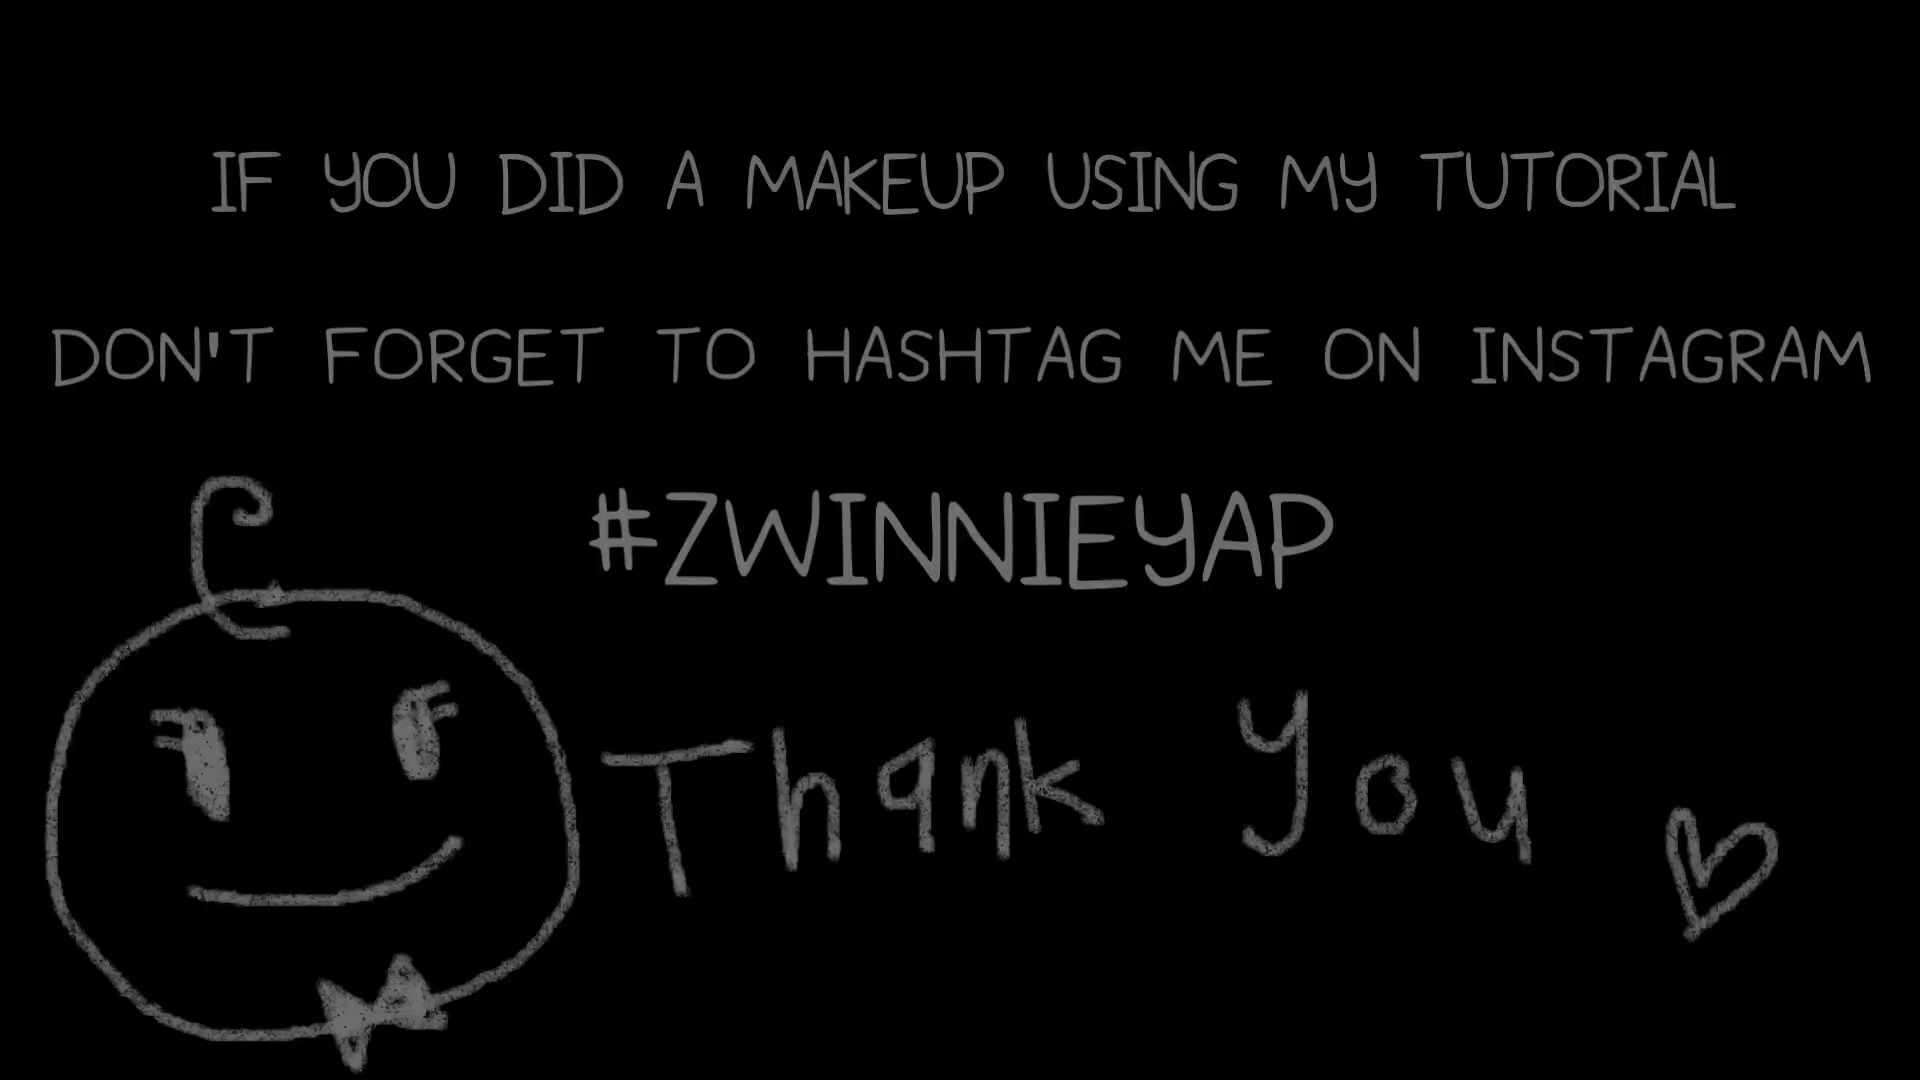 IF YOU DID A MAKEUP USING MY TUTORIAL
DON'T FORGET TO HASHTAG ME ON INSTAGRAM
#ZWINNIEYAP
Thank You